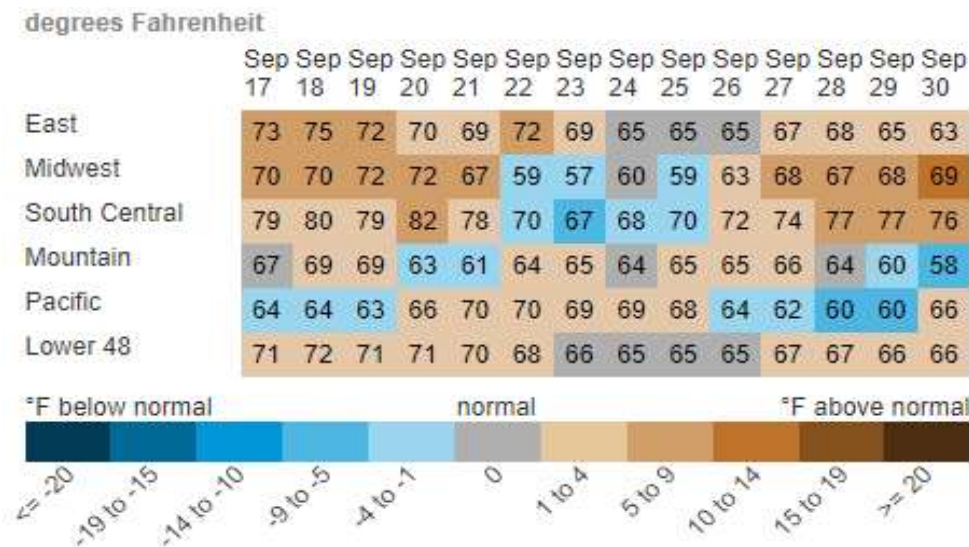 degrees Fahrenheit
Sep Sep Sep Sep Sep Sep Sep Sep Sep Sep Sep Sep Sep Sep
17 18 19 20 21 22 23 24 25 26 27 28 29 30
East 73 75 72 70 69 72 69 65 65 65 67 68 65 63
Midwest 70 70 72 72 67 59 57 60 59 63 68 67 68 69
South Central 79 80 79 82 78 70 67 68 70 72 74 77 77 76
Mountain 67 69 69 63 61 64 65 64 65 65 66 64 60 58
Pacific 64 64 63 66 70 70 69 69 68 64 62 60 60 66
Lower 48 71 72 71 71 70 68 66 65 65 65 67 67 66 66
°F below normal normal °F above normal
<= -20 -19 to -15 -14 to -10 -9 to -5 -4 to -1 0 1 to 4 5 to 9 10 to 14 15 to 19 >= 20